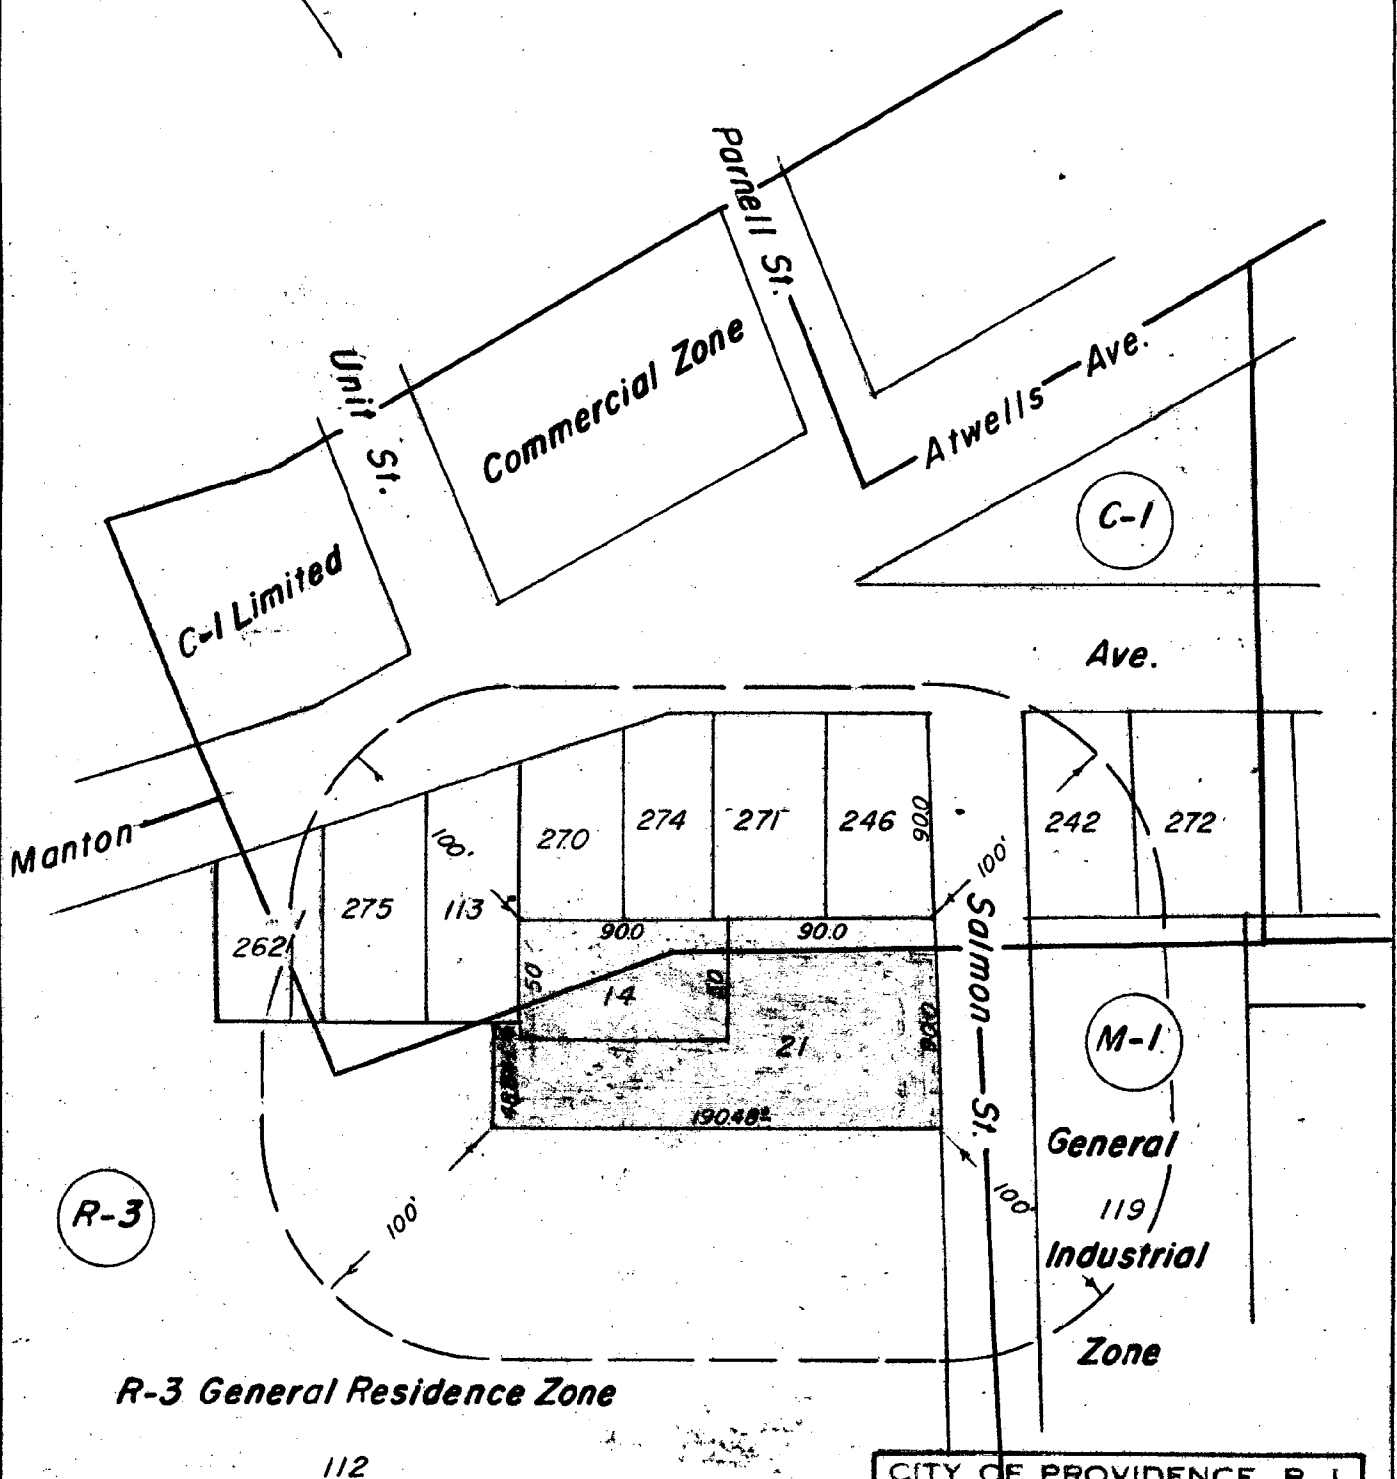 Parnell St.
Unit St.
Commercial Zone
Atwells Ave.
C-1
C-1 Limited
Ave.
Manton
270
274
271
246
90.0
242
272
100'
100'
275
113
262
90.0
90.0
Salmon St.
50
14
50
21
90.0
M-1
190.48±
General
100'
100'
119
R-3
Industrial
Zone
R-3 General Residence Zone
112
CITY OF PROVIDENCE, R. I.